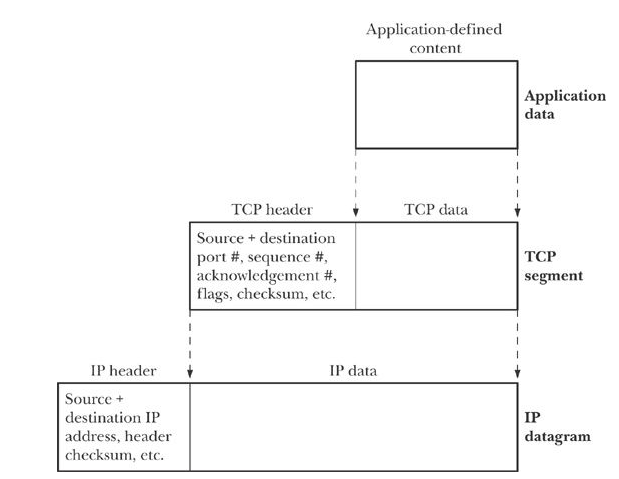 Application-defined
content
Application
data
TCP header
TCP data
Source + destination
port #, sequence #,
acknowledgement #,
flags, checksum, etc.
TCP
segment
IP header
IP data
Source +
destination IP
address, header
checksum, etc.
IP
datagram